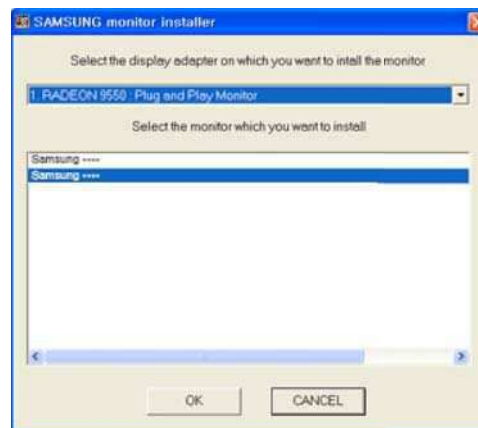 SAMSUNG monitor installer
Select the display adapter on which you want to intall the monitor
1. RADEON 9550 : Plug and Play Monitor
Select the monitor which you want to install
Samsung ----
Samsung ----
OK
CANCEL